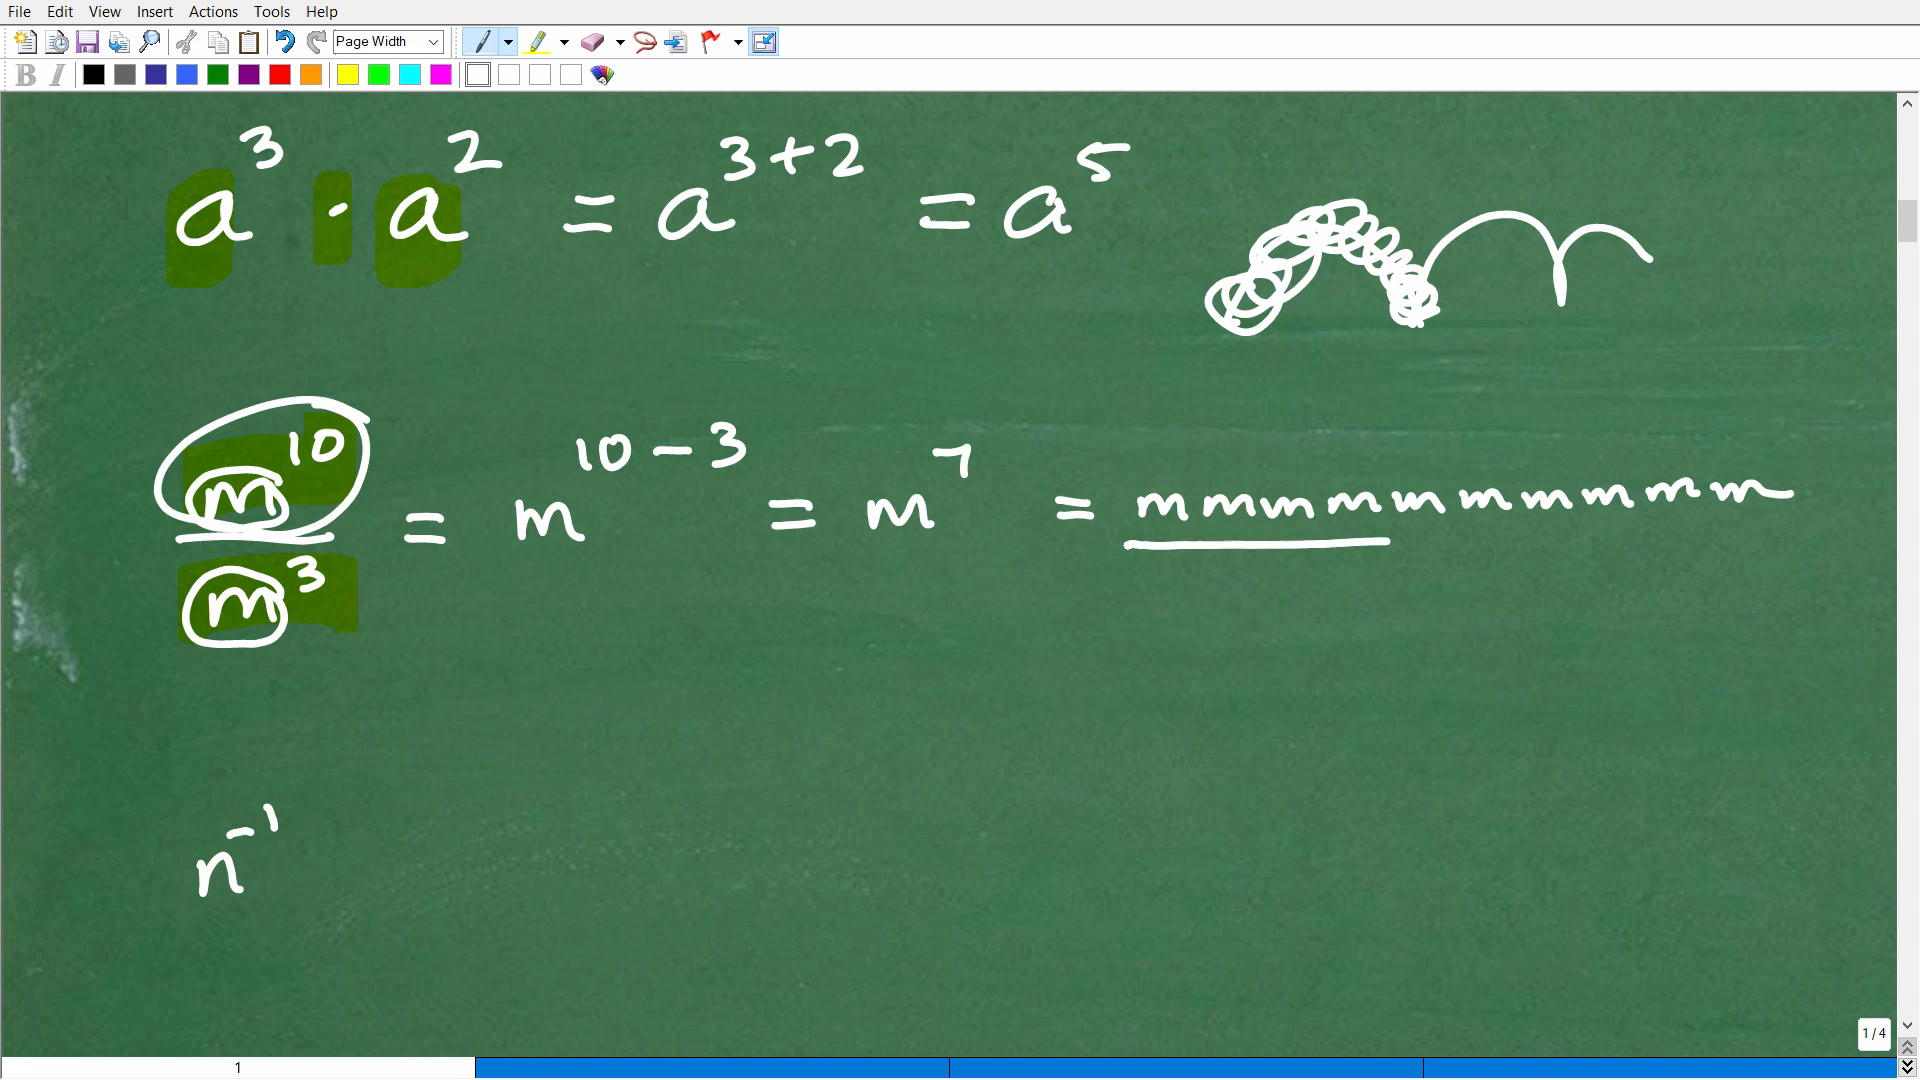 File Edit View Insert Actions Tools Help
Page Width
B I
a³ · a² = a³⁺² = a⁵
m¹⁰/m³ = m¹⁰⁻³ = m⁷ = m m m m m m m m m m
n⁻¹
1 / 4
1